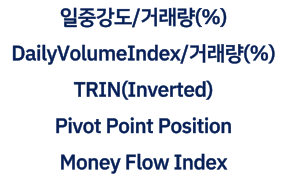 일중강도/거래량(%)
DailyVolumeIndex/거래량(%)
TRIN(Inverted)
Pivot Point Position
Money Flow Index